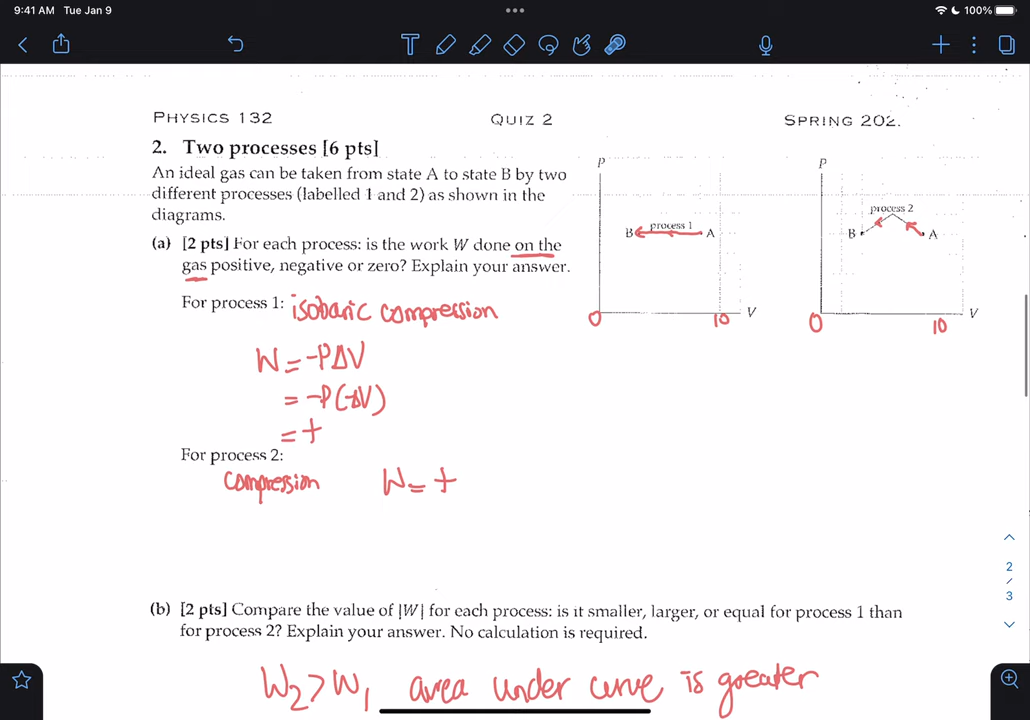 9:41 AM Tue Jan 9
100%
PHYSICS 132
QUIZ 2
SPRING 202.
2. Two processes [6 pts]
An ideal gas can be taken from state A to state B by two
different processes (labelled 1 and 2) as shown in the
diagrams.
(a) [2 pts] For each process: is the work W done on the
gas positive, negative or zero? Explain your answer.
P
process 1
B
A
0
10
V
P
process 2
B
A
0
10
V
For process 1: isobaric compression
W = -PΔV
= -P(-ΔV)
= +
For process 2:
compression W = +
(b) [2 pts] Compare the value of |W| for each process: is it smaller, larger, or equal for process 1 than
for process 2? Explain your answer. No calculation is required.
W₂ > W₁ area under curve is greater
2
/
3